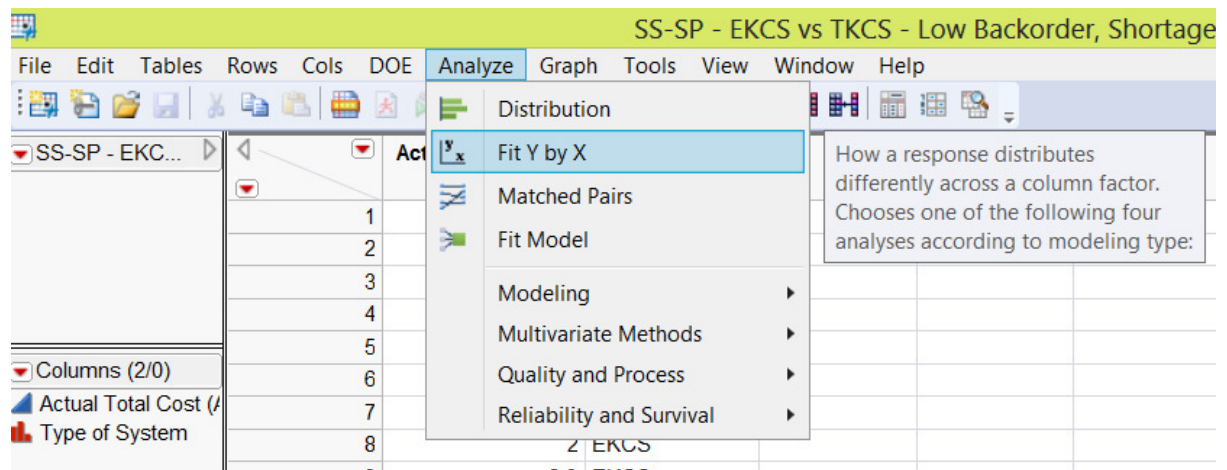 SS-SP - EKCS vs TKCS - Low Backorder, Shortage
File Edit Tables Rows Cols DOE Analyze Graph Tools View Window Help
Distribution
SS-SP - EKC...
Act
Fit Y by X
How a response distributes
differently across a column factor.
Chooses one of the following four
analyses according to modeling type:
Matched Pairs
1
Fit Model
2
3
Modeling
4
Multivariate Methods
5
Columns (2/0)
Quality and Process
6
Actual Total Cost (A
Reliability and Survival
7
Type of System
8 2 EKCS